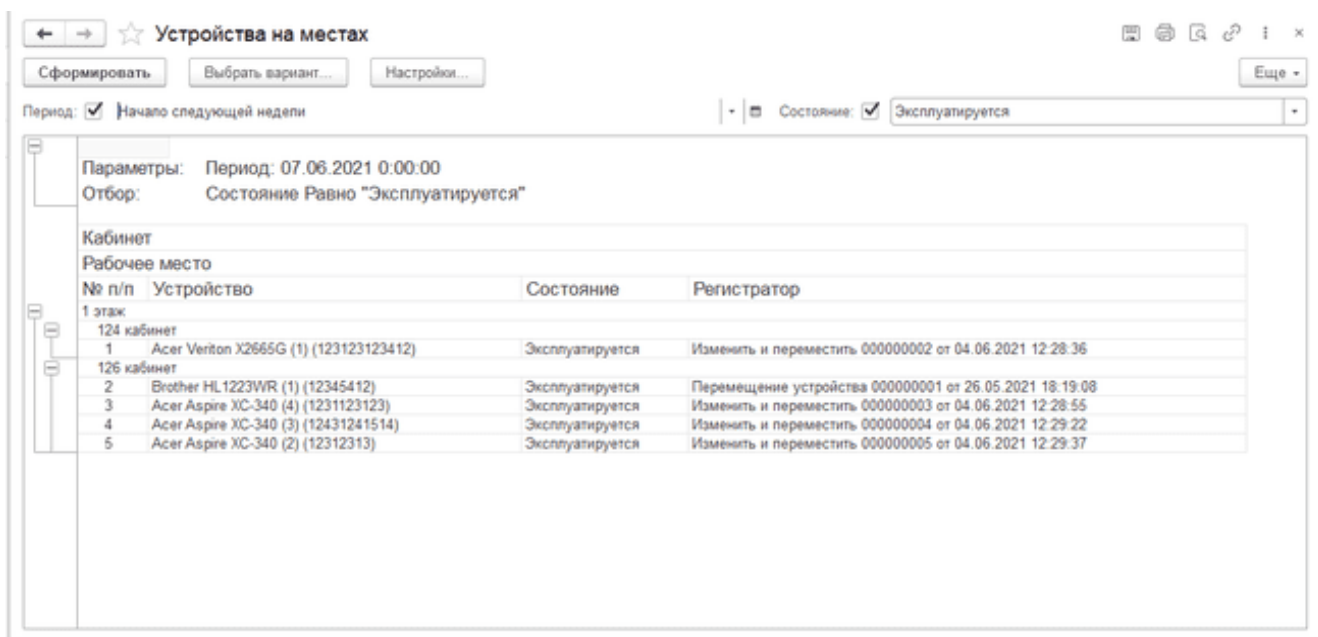 Устройства на местах
Сформировать Выбрать вариант... Настройки... Еще
Период: Начало следующей недели Состояние: Эксплуатируется
Параметры: Период: 07.06.2021 0:00:00
Отбор: Состояние Равно "Эксплуатируется"
Кабинет
Рабочее место
№ п/п Устройство Состояние Регистратор
1 этаж
124 кабинет
1 Acer Veriton X2665G (1) (123123123412) Эксплуатируется Изменить и переместить 000000002 от 04.06.2021 12:28:36
126 кабинет
2 Brother HL1223WR (1) (12345412) Эксплуатируется Перемещение устройства 000000001 от 26.05.2021 18:19:08
3 Acer Aspire XC-340 (4) (1231123123) Эксплуатируется Изменить и переместить 000000003 от 04.06.2021 12:28:55
4 Acer Aspire XC-340 (3) (12431241514) Эксплуатируется Изменить и переместить 000000004 от 04.06.2021 12:29:22
5 Acer Aspire XC-340 (2) (12312313) Эксплуатируется Изменить и переместить 000000005 от 04.06.2021 12:29:37